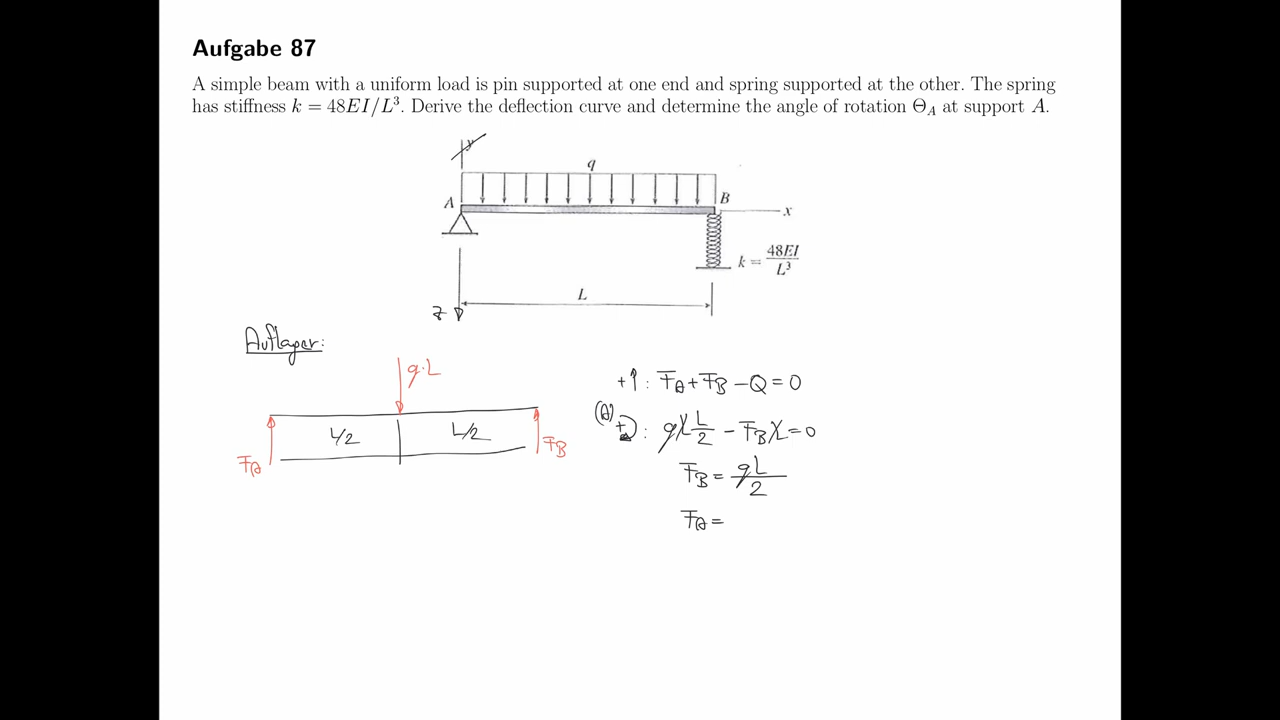 Aufgabe 87
A simple beam with a uniform load is pin supported at one end and spring supported at the other. The spring
has stiffness k = 48EI/L³. Derive the deflection curve and determine the angle of rotation Θ_A at support A.
y
q
A
B
x
k = 48EI/L³
L
z
Auflager:
q·L
L/2
L/2
F_A
F_B
+↑: F_A + F_B − Q = 0
(A) +↻: qL L/2 − F_B L = 0
F_B = qL/2
F_A =